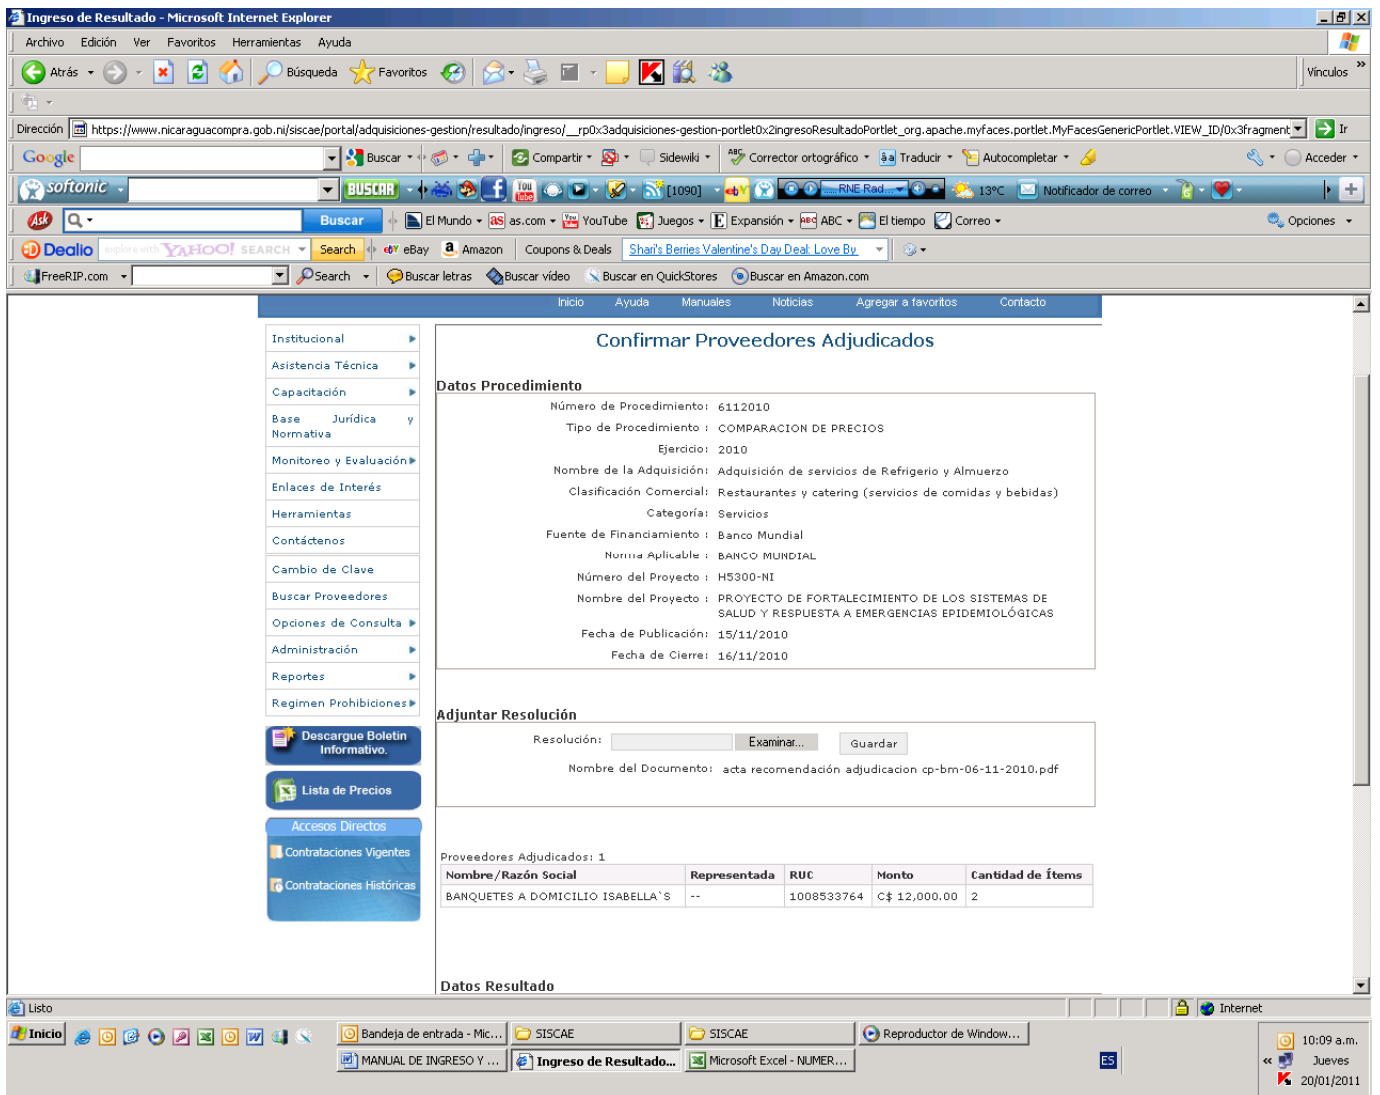 Ingreso de Resultado - Microsoft Internet Explorer
Archivo Edición Ver Favoritos Herramientas Ayuda
Atrás Búsqueda Favoritos Vínculos
Dirección https://www.nicaraguacompra.gob.ni/siscae/portal/adquisiciones-gestion/resultado/ingreso/__rp0x3adquisiciones-gestion-portlet0x2ingresoResultadoPortlet_org.apache.myfaces.portlet.MyFacesGenericPortlet.VIEW_ID/0x3fragment Ir
Google Buscar Compartir Sidewiki Corrector ortográfico Traducir Autocompletar Acceder
softonic BUSCAR [1090] RNE Rad... 13°C Notificador de correo
Ask Buscar El Mundo as.com YouTube Juegos Expansión ABC El tiempo Correo Opciones
Dealio explore with YAHOO! SEARCH Search eBay Amazon Coupons & Deals Shari's Berries Valentine's Day Deal: Love By
FreeRIP.com Search Buscar letras Buscar vídeo Buscar en QuickStores Buscar en Amazon.com
Inicio Ayuda Manuales Noticias Agregar a favoritos Contacto
Institucional
Asistencia Técnica
Capacitación
Base Jurídica y
Normativa
Monitoreo y Evaluación
Enlaces de Interés
Herramientas
Contáctenos
Cambio de Clave
Buscar Proveedores
Opciones de Consulta
Administración
Reportes
Regimen Prohibiciones
Descargue Boletin
Informativo.
Lista de Precios
Accesos Directos
Contrataciones Vigentes
Contrataciones Históricas
Confirmar Proveedores Adjudicados
Datos Procedimiento
Número de Procedimiento: 6112010
Tipo de Procedimiento : COMPARACION DE PRECIOS
Ejercicio: 2010
Nombre de la Adquisición: Adquisición de servicios de Refrigerio y Almuerzo
Clasificación Comercial: Restaurantes y catering (servicios de comidas y bebidas)
Categoría: Servicios
Fuente de Financiamiento : Banco Mundial
Norma Aplicable : BANCO MUNDIAL
Número del Proyecto : H5300-NI
Nombre del Proyecto : PROYECTO DE FORTALECIMIENTO DE LOS SISTEMAS DE
SALUD Y RESPUESTA A EMERGENCIAS EPIDEMIOLÓGICAS
Fecha de Publicación: 15/11/2010
Fecha de Cierre: 16/11/2010
Adjuntar Resolución
Resolución: Examinar... Guardar
Nombre del Documento: acta recomendación adjudicacion cp-bm-06-11-2010.pdf
Proveedores Adjudicados: 1
Nombre/Razón Social Representada RUC Monto Cantidad de Ítems
BANQUETES A DOMICILIO ISABELLA`S -- 1008533764 C$ 12,000.00 2
Datos Resultado
Listo Internet
Inicio Bandeja de entrada - Mic... SISCAE SISCAE Reproductor de Window...
MANUAL DE INGRESO Y ... Ingreso de Resultado... Microsoft Excel - NUMER... ES
10:09 a.m.
Jueves
20/01/2011